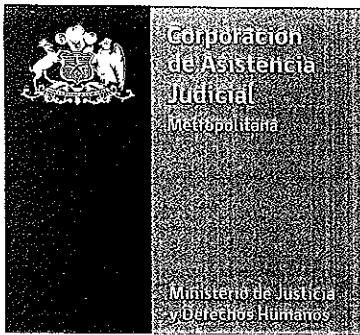 Corporación
de Asistencia
Judicial
Metropolitana
Ministerio de Justicia
y Derechos Humanos